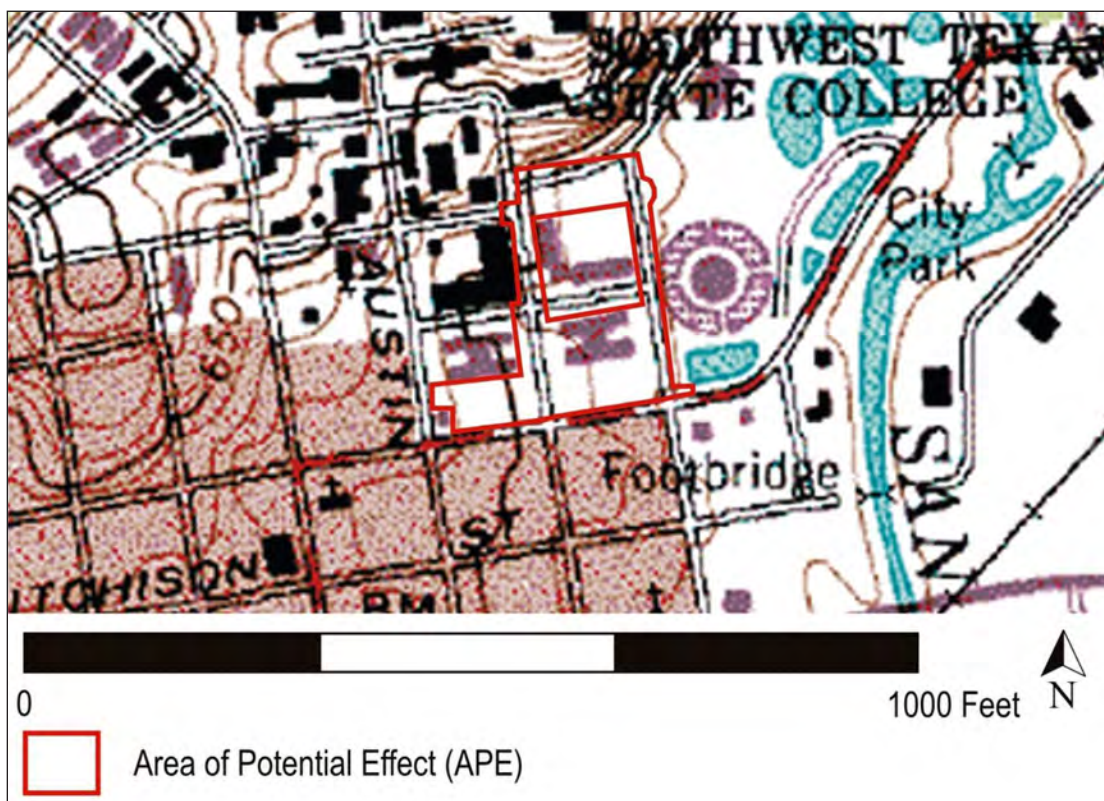 SOUTHWEST TEXAS
STATE COLLEGE
City
Park
AUSTIN
650
SAN
Footbridge
ST
UTCHISON
BM
0
1000 Feet
N
Area of Potential Effect (APE)